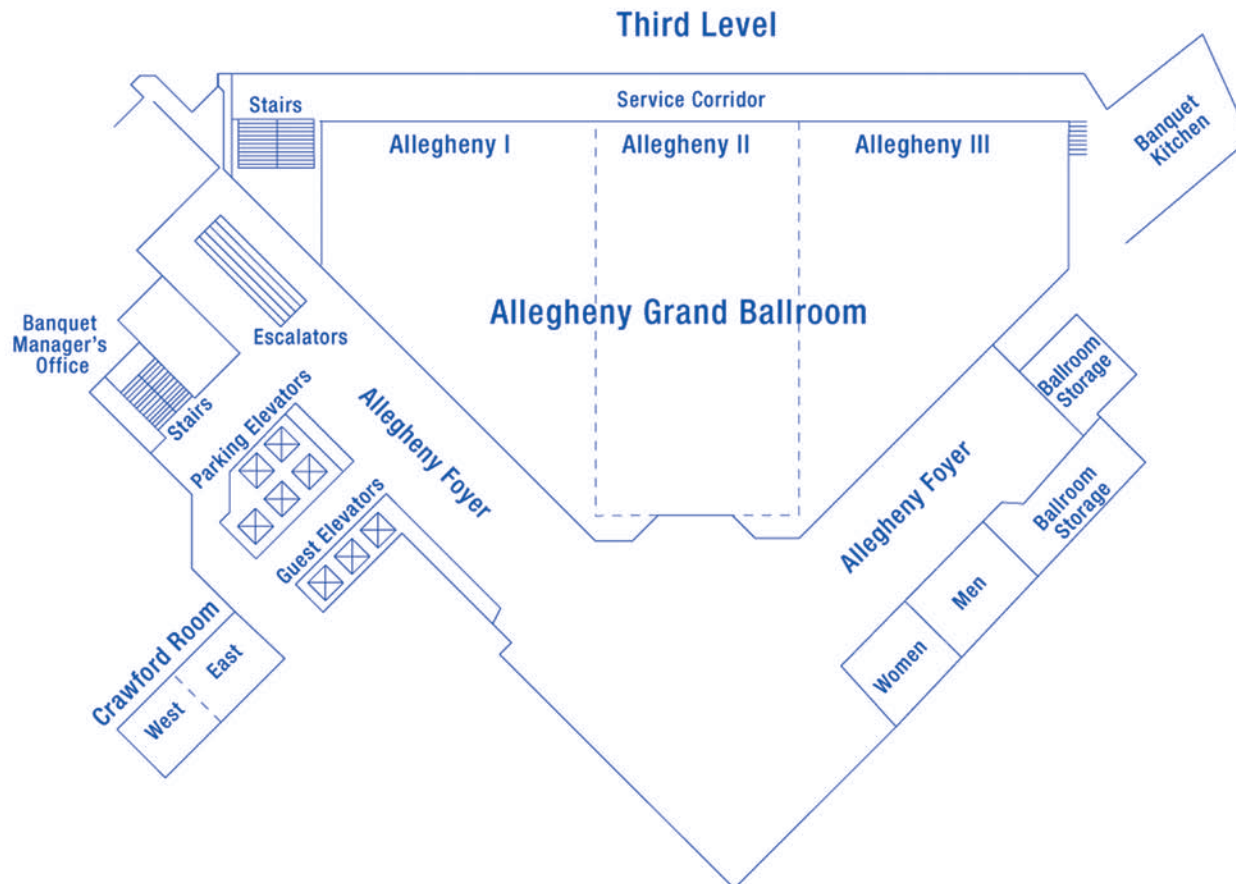 Third Level
Service Corridor
Stairs
Allegheny I
Allegheny II
Allegheny III
Banquet
Kitchen
Allegheny Grand Ballroom
Banquet
Manager's
Office
Escalators
Stairs
Parking Elevators
Allegheny Foyer
Guest Elevators
Ballroom
Storage
Allegheny Foyer
Ballroom
Storage
Men
Women
Crawford Room
East
West